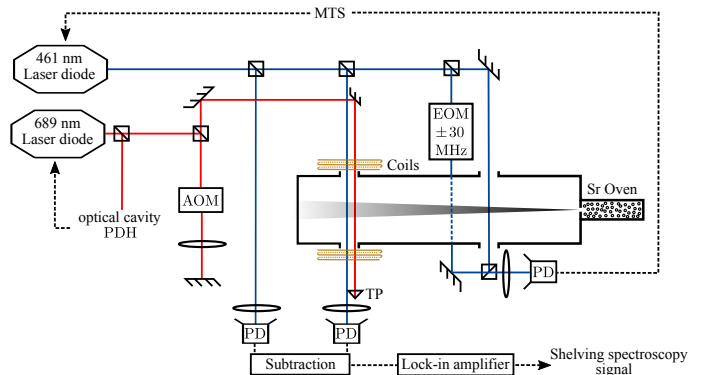 MTS
461 nm
Laser diode
689 nm
Laser diode
EOM
±30
MHz
Coils
Sr Oven
AOM
optical cavity
PDH
PD
TP
PD
PD
Subtraction
Lock-in amplifier
Shelving spectroscopy
signal